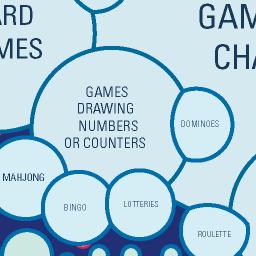 ARD
MES
GAM
CHA
GAMES
DRAWING
NUMBERS
OR COUNTERS
DOMINOES
MAHJONG
BINGO
LOTTERIES
ROULETTE